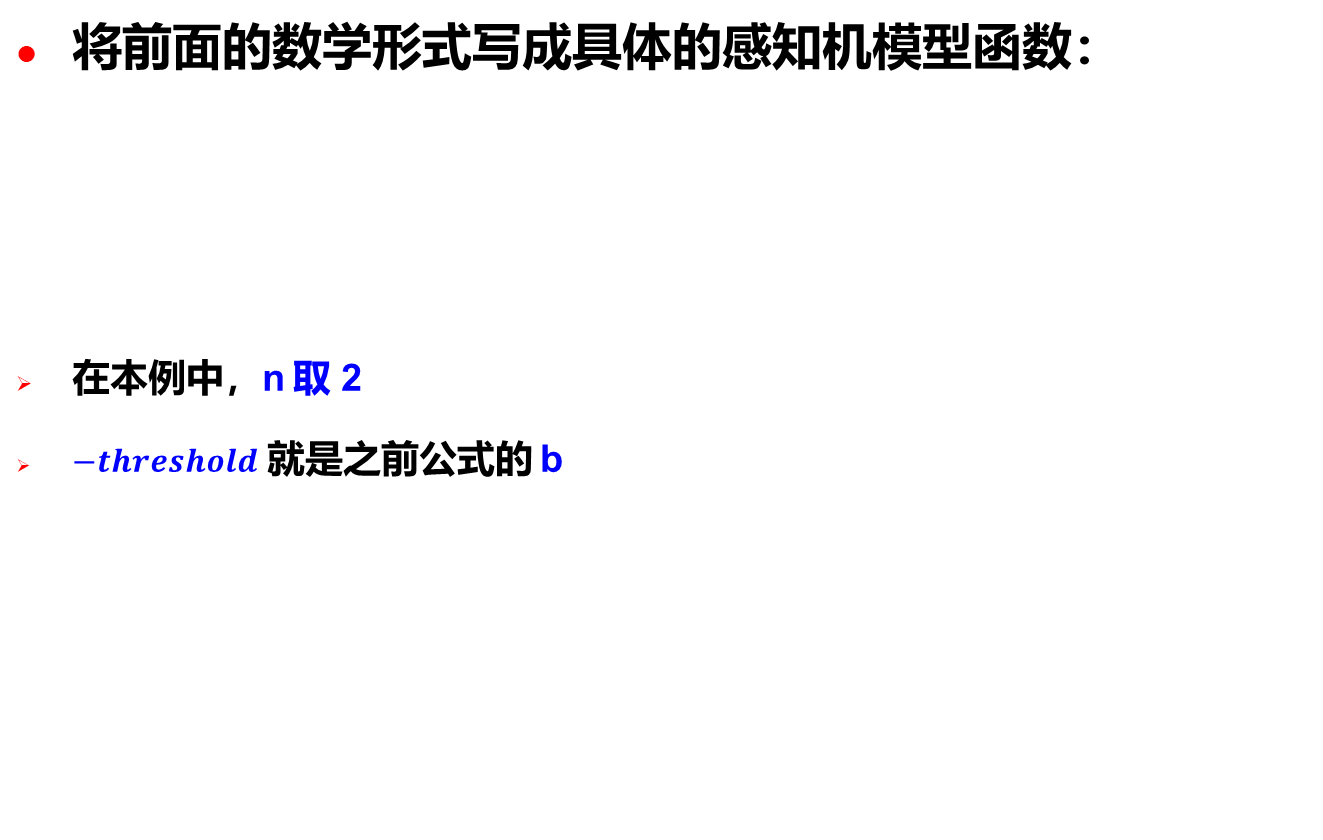 • 将前面的数学形式写成具体的感知机模型函数：
➢ 在本例中，n 取 2
➢ −threshold 就是之前公式的 b